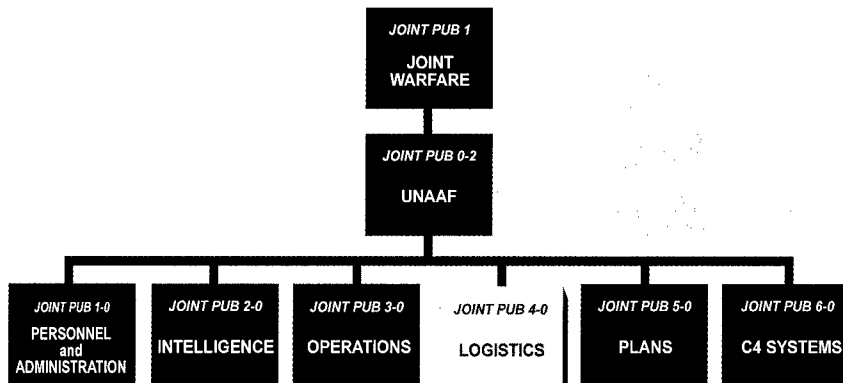 JOINT PUB 1
JOINT
WARFARE
JOINT PUB 0-2
UNAAF
JOINT PUB 1-0
PERSONNEL
and
ADMINISTRATION
JOINT PUB 2-0
INTELLIGENCE
JOINT PUB 3-0
OPERATIONS
JOINT PUB 4-0
LOGISTICS
JOINT PUB 5-0
PLANS
JOINT PUB 6-0
C4 SYSTEMS